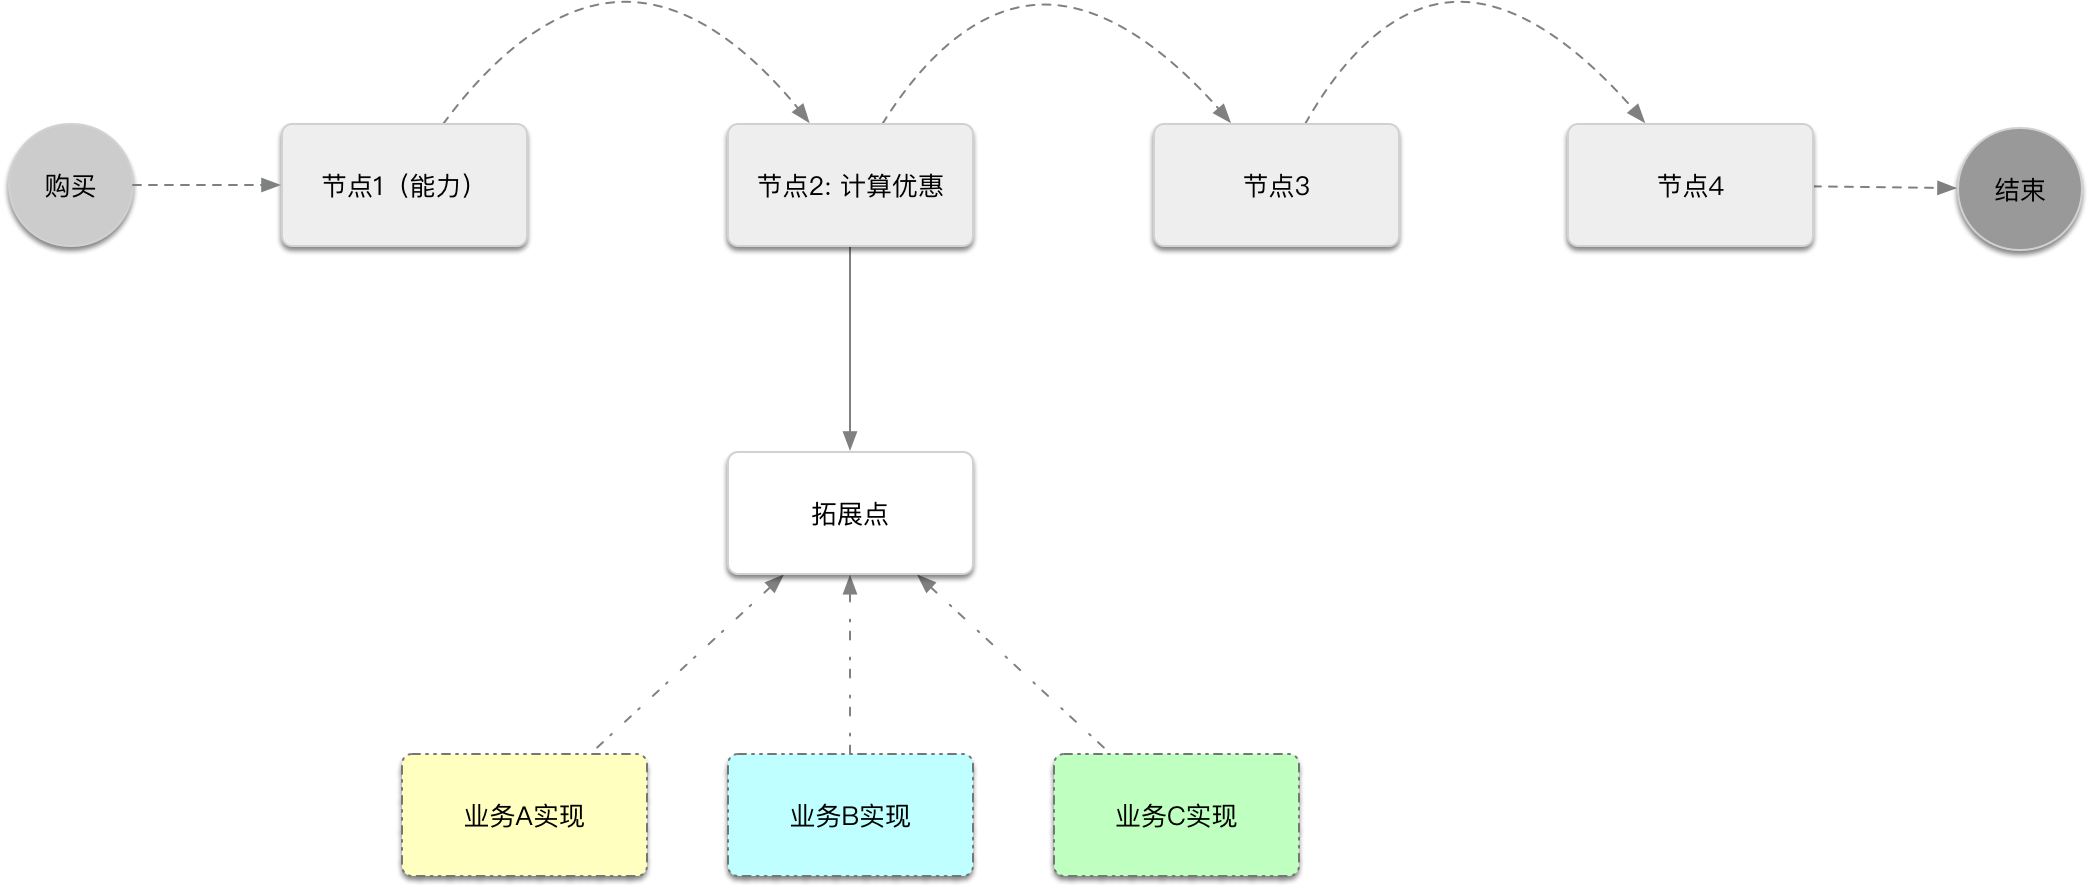 购买
节点1（能力）
节点2: 计算优惠
节点3
节点4
结束
拓展点
业务A实现
业务B实现
业务C实现